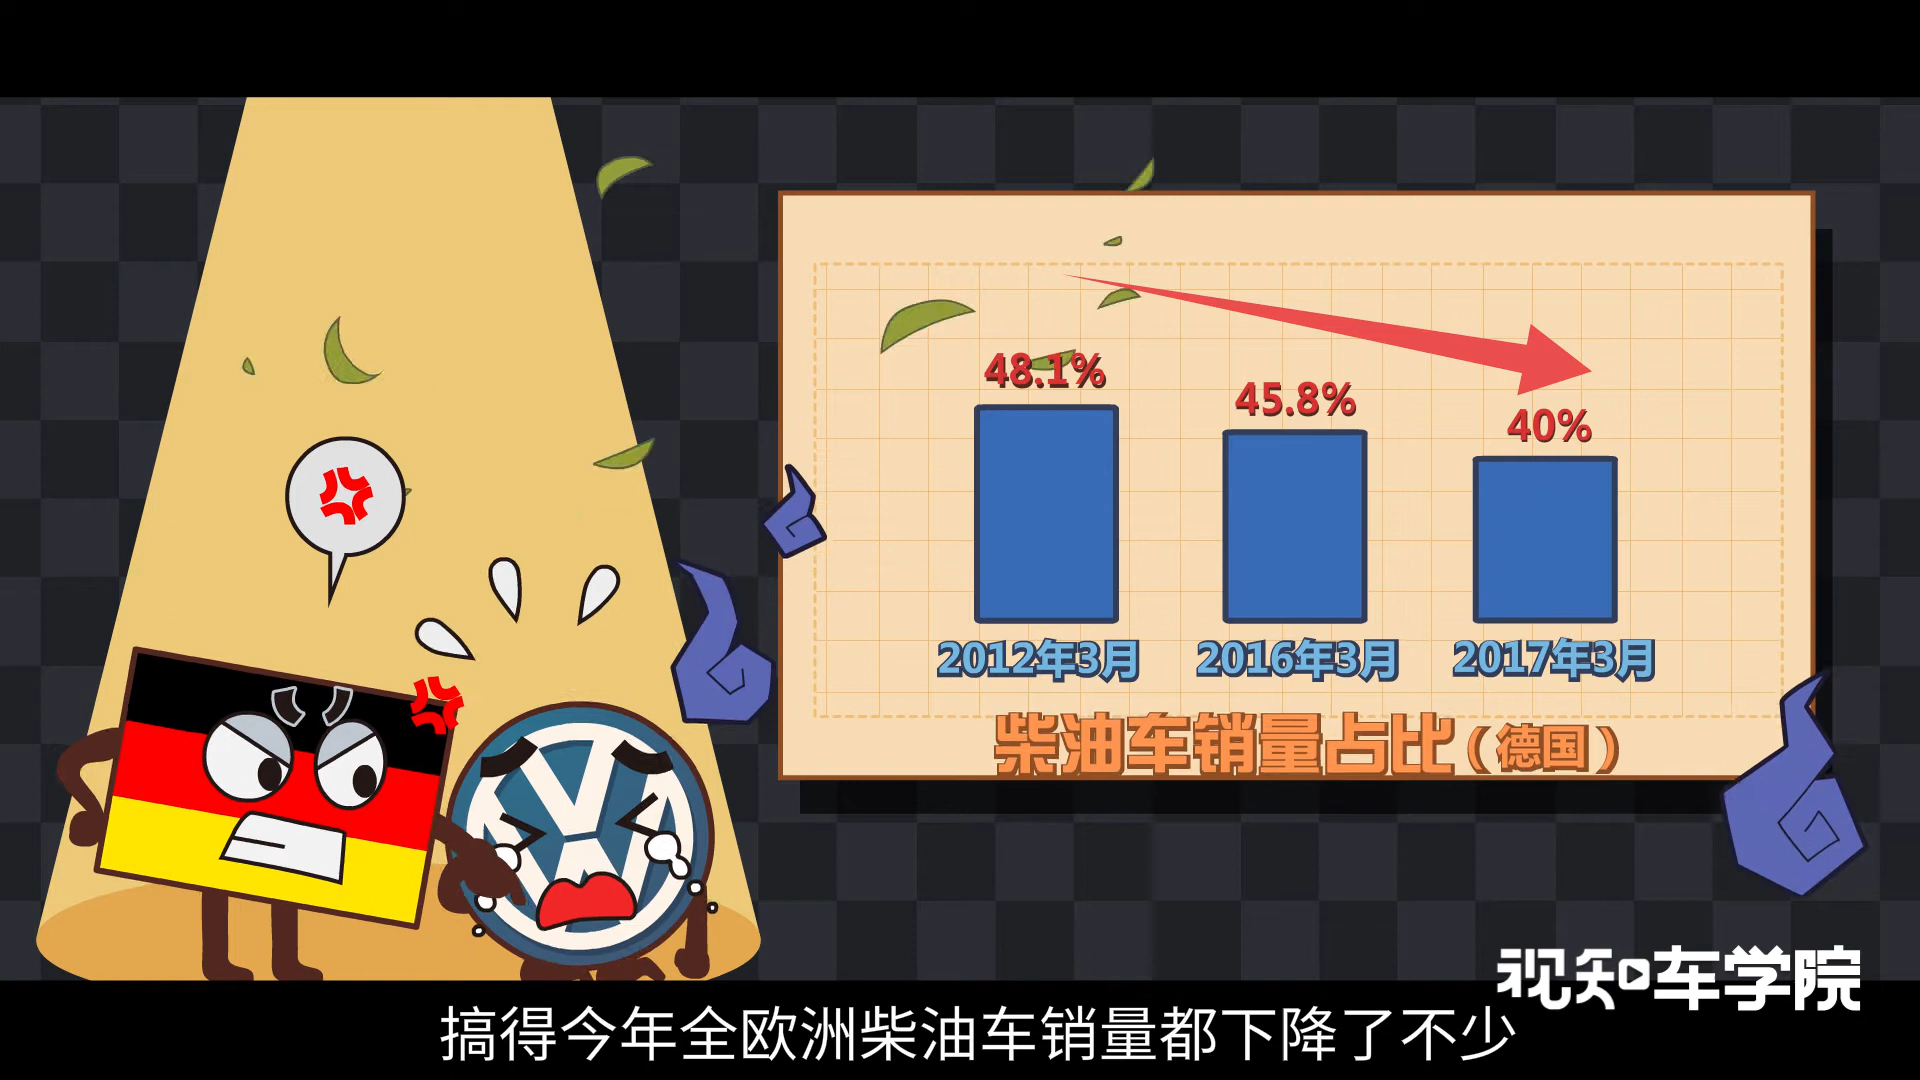 48.1%
45.8%
40%
2012年3月
2016年3月
2017年3月
柴油车销量占比（德国）
视知车学院
搞得今年全欧洲柴油车销量都下降了不少